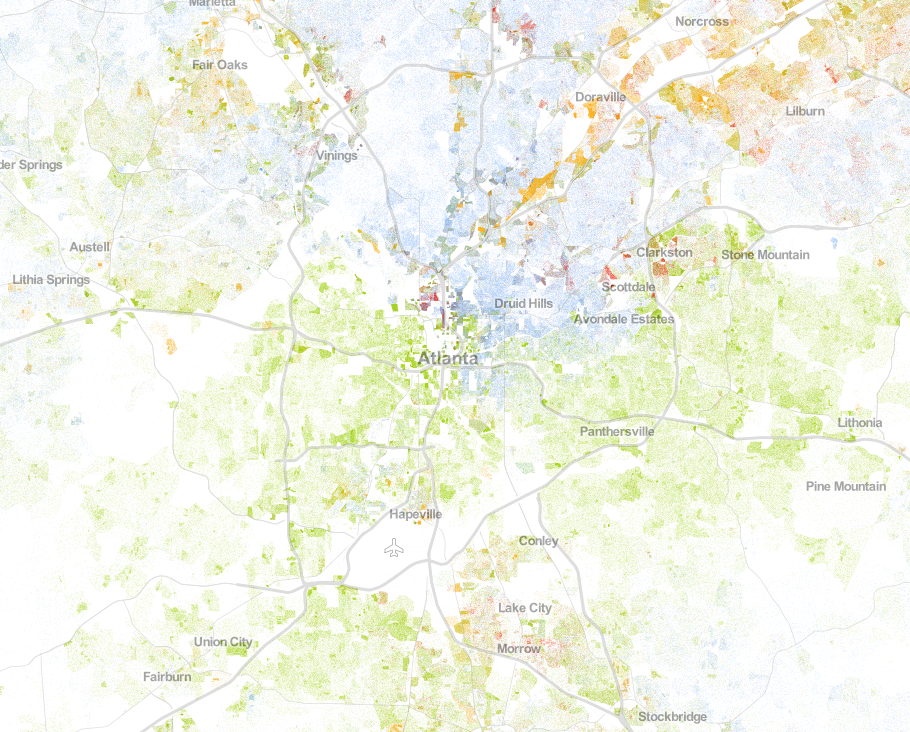 Marietta
Norcross
Fair Oaks
Doraville
Lilburn
Vinings
der Springs
Austell
Clarkston
Stone Mountain
Lithia Springs
Scottdale
Druid Hills
Avondale Estates
Atlanta
Lithonia
Panthersville
Pine Mountain
Hapeville
Conley
Lake City
Union City
Morrow
Fairburn
Stockbridge